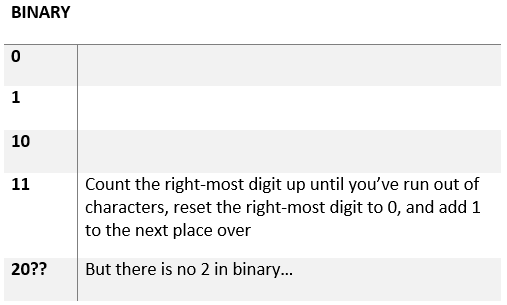 BINARY
0
1
10
11 Count the right-most digit up until you’ve run out of
characters, reset the right-most digit to 0, and add 1
to the next place over
20?? But there is no 2 in binary…